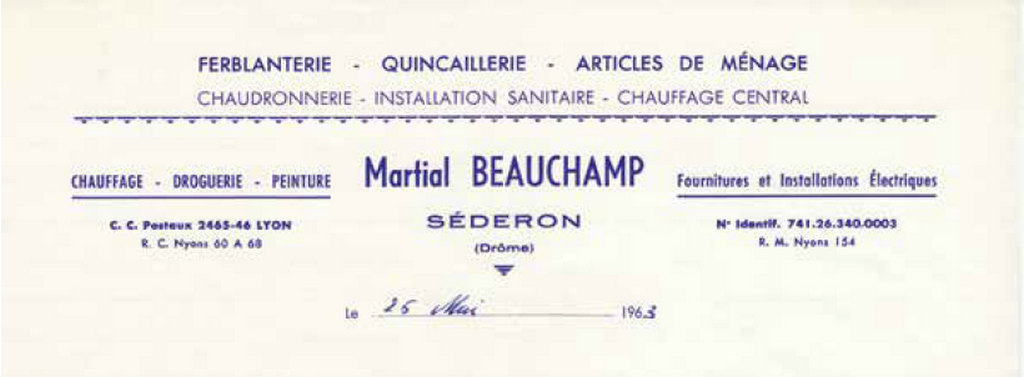 FERBLANTERIE - QUINCAILLERIE - ARTICLES DE MÉNAGE
CHAUDRONNERIE - INSTALLATION SANITAIRE - CHAUFFAGE CENTRAL
CHAUFFAGE - DROGUERIE - PEINTURE
C. C. Postaux 2465-46 LYON
R. C. Nyons 60 A 68
Martial BEAUCHAMP
SÉDERON
(Drôme)
Fournitures et Installations Électriques
N° Identif. 741.26.340.0003
R. M. Nyons 154
Le 25 Mai 1963